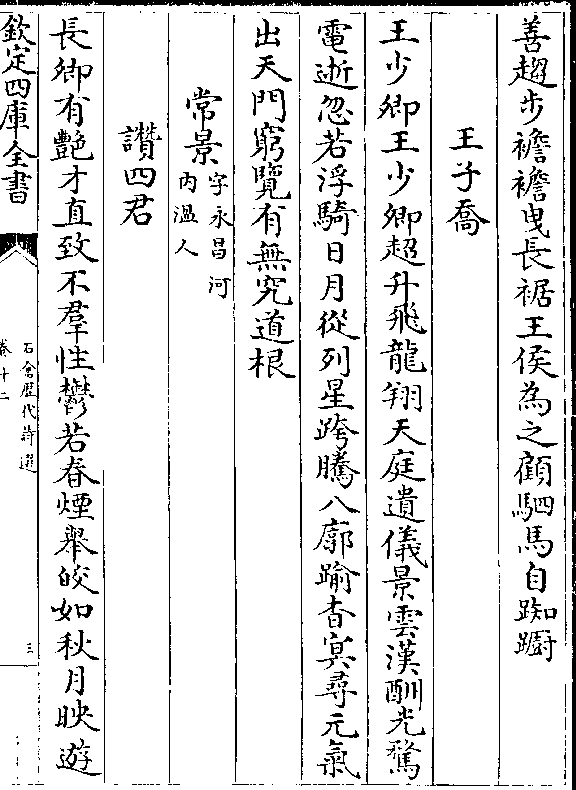 善趨步襜襜曳長裾王侯為之顧駟馬自踟躕
王子喬
王少卿王少卿超升飛龍翔天庭遺儀景雲漢酬光騖
電逝忽若浮騎日月從列星跨騰八廓踰杳冥尋元氣
出天門窮覽有無究道根
常景字永昌河
內溫人
讚四君
長卿有艷才直致不羣性鬱若春煙舉皎如秋月映遊
欽定四庫全書
石倉歷代詩選
卷十二
三